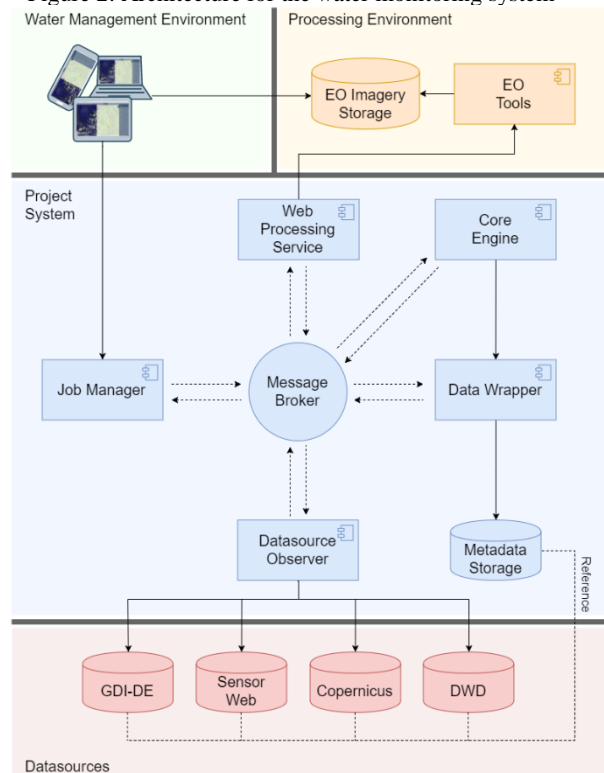 Figure 2. Architecture for the water monitoring system
Water Management Environment
Processing Environment
EO Imagery
Storage
EO
Tools
Project
System
Web
Processing
Service
Core
Engine
Job Manager
Message
Broker
Data Wrapper
Datasource
Observer
Metadata
Storage
Reference
GDI-DE
Sensor
Web
Copernicus
DWD
Datasources